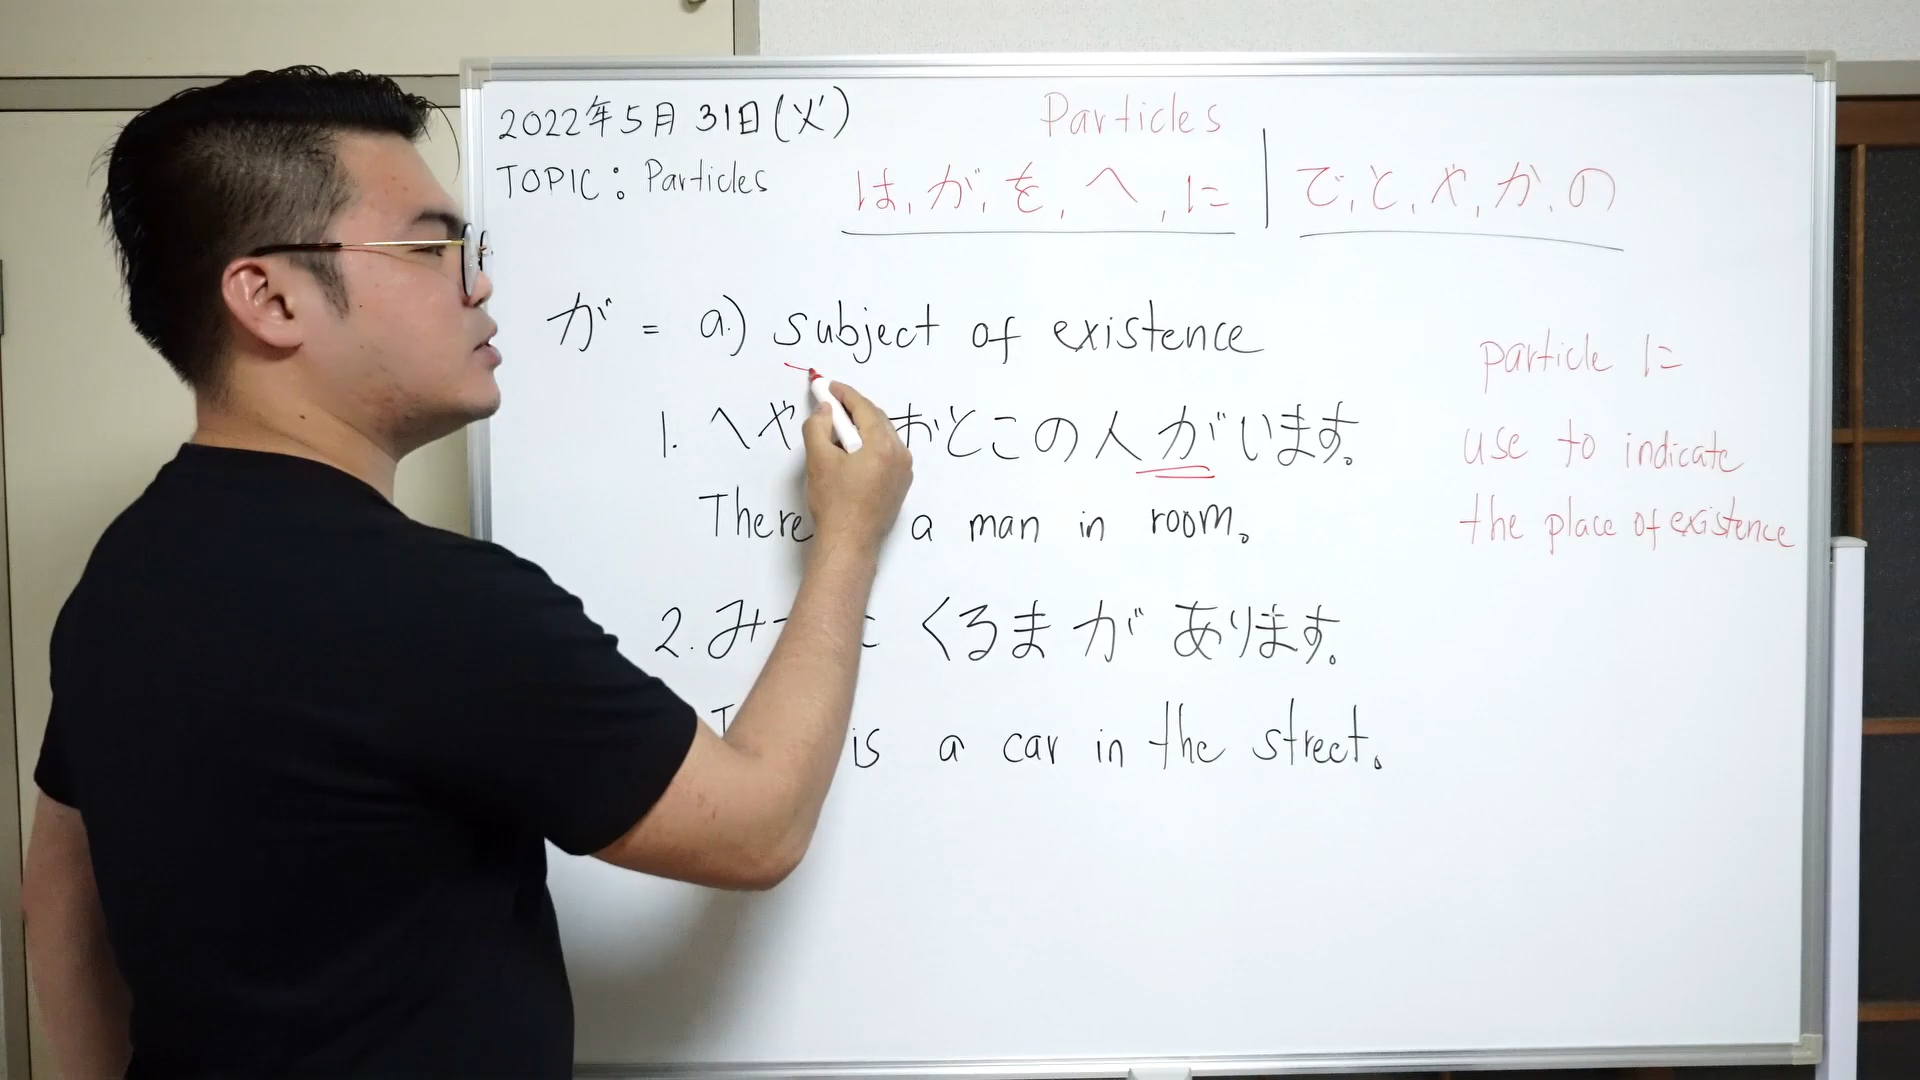 2022年5月31日(火)
TOPIC: Particles
Particles
は,が,を,へ,に | で,と,や,か,の
が = a.) subject of existence
1. へや おとこの人がいます。
There a man in room.
2. み くるまがあります。
is a car in the street.
particle に
use to indicate
the place of existence